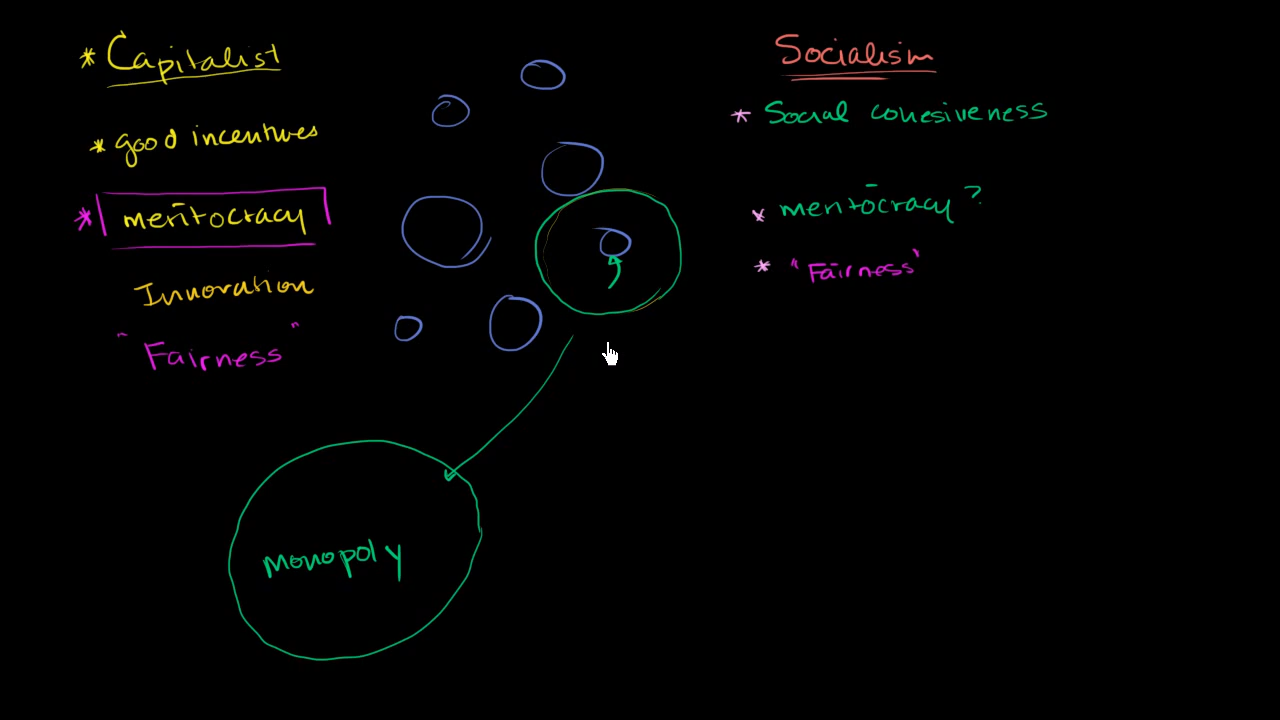 * Capitalist
* good incentives
* meritocracy
Innovation
"Fairness"
monopoly
Socialism
* Social cohesiveness
* meritocracy?
* "Fairness"